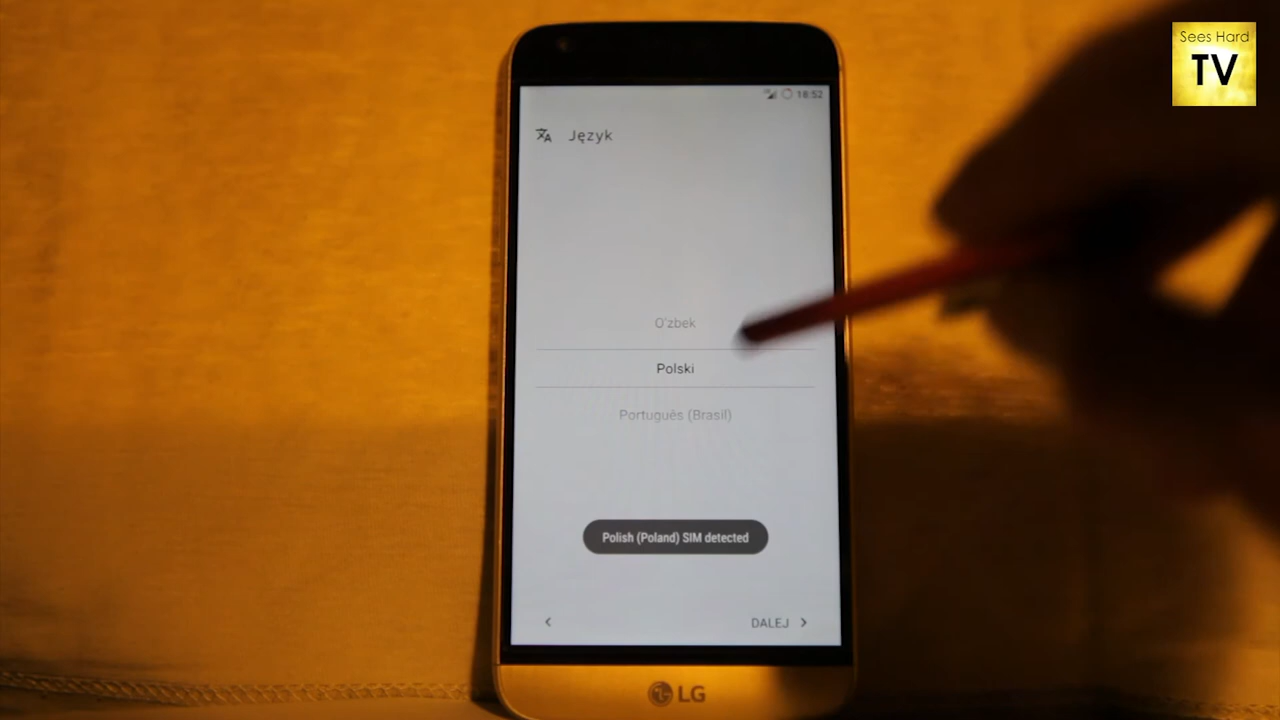 Sees Hard
TV
18:52
Język
O'zbek
Polski
Português (Brasil)
Polish (Poland) SIM detected
DALEJ
LG